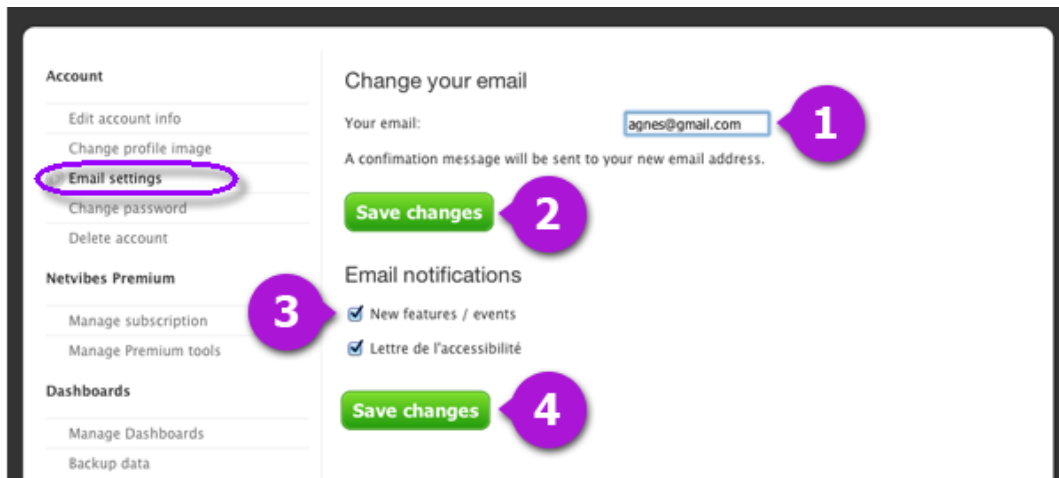 Account
Edit account info
Change profile image
Email settings
Change password
Delete account
Netvibes Premium
Manage subscription
Manage Premium tools
Dashboards
Manage Dashboards
Backup data
Change your email
Your email: agnes@gmail.com 1
A confimation message will be sent to your new email address.
Save changes 2
Email notifications
3 New features / events
Lettre de l'accessibilité
Save changes 4